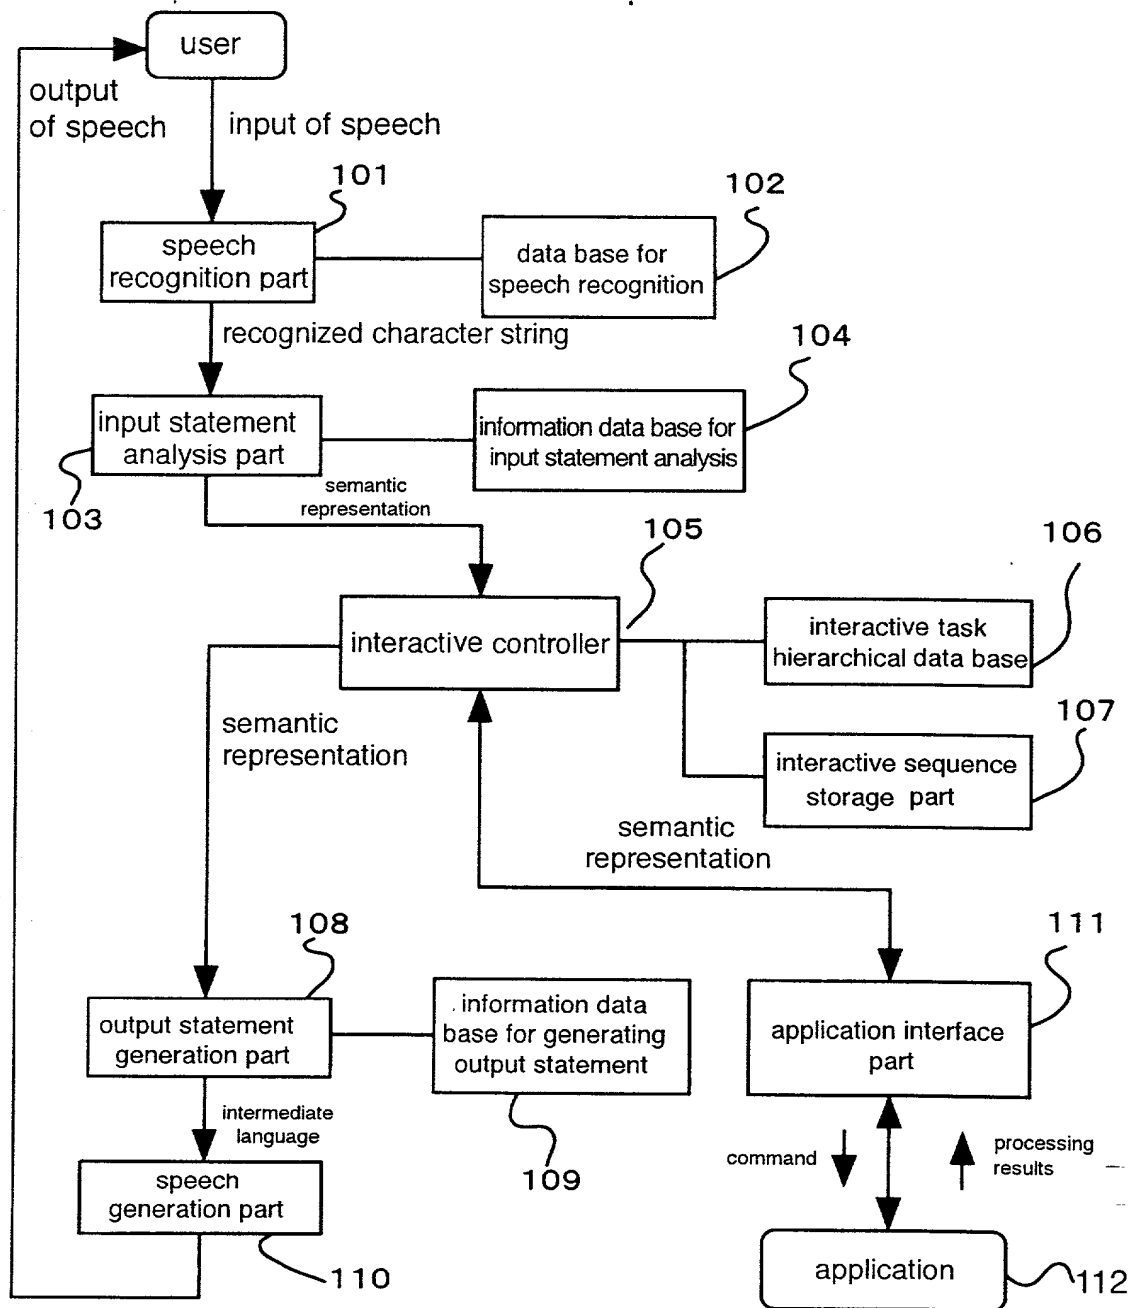 user
output
of speech
input of speech
101
102
speech
recognition part
data base for
speech recognition
recognized character string
104
input statement
analysis part
information data base for
input statement analysis
103
semantic
representation
105
106
interactive controller
interactive task
hierarchical data base
107
semantic
representation
interactive sequence
storage part
semantic
representation
108
111
output statement
generation part
information data
base for generating
output statement
application interface
part
intermediate
language
109
command
processing
results
speech
generation part
110
application
112